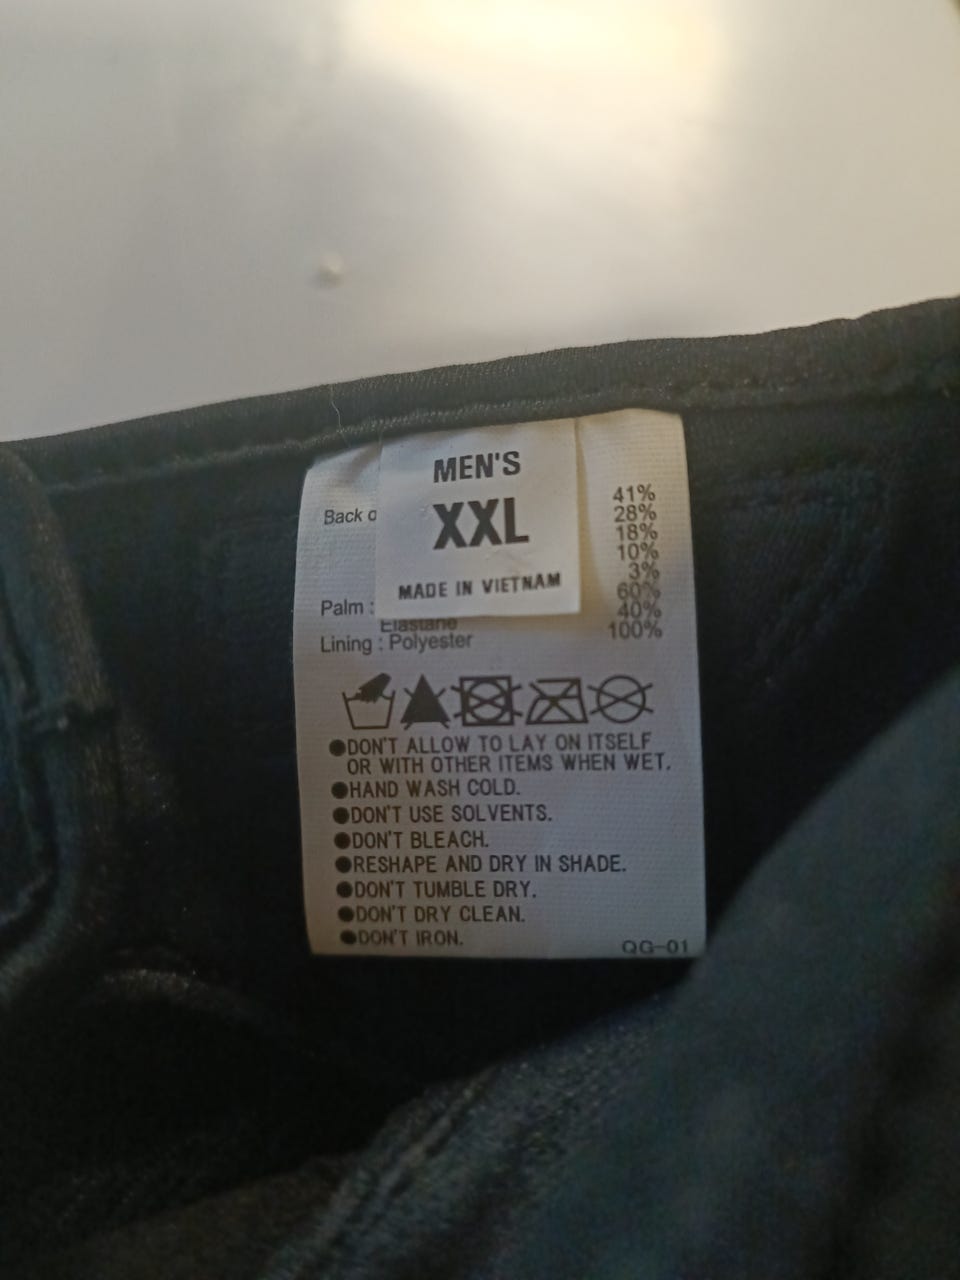 MEN'S
XXL
MADE IN VIETNAM
Back o
41%
28%
18%
10%
3%
60%
Palm :
40%
Elastane
Lining : Polyester
100%
●DON'T ALLOW TO LAY ON ITSELF
OR WITH OTHER ITEMS WHEN WET.
●HAND WASH COLD.
●DON'T USE SOLVENTS.
●DON'T BLEACH.
●RESHAPE AND DRY IN SHADE.
●DON'T TUMBLE DRY.
●DON'T DRY CLEAN.
●DON'T IRON.
QG-01